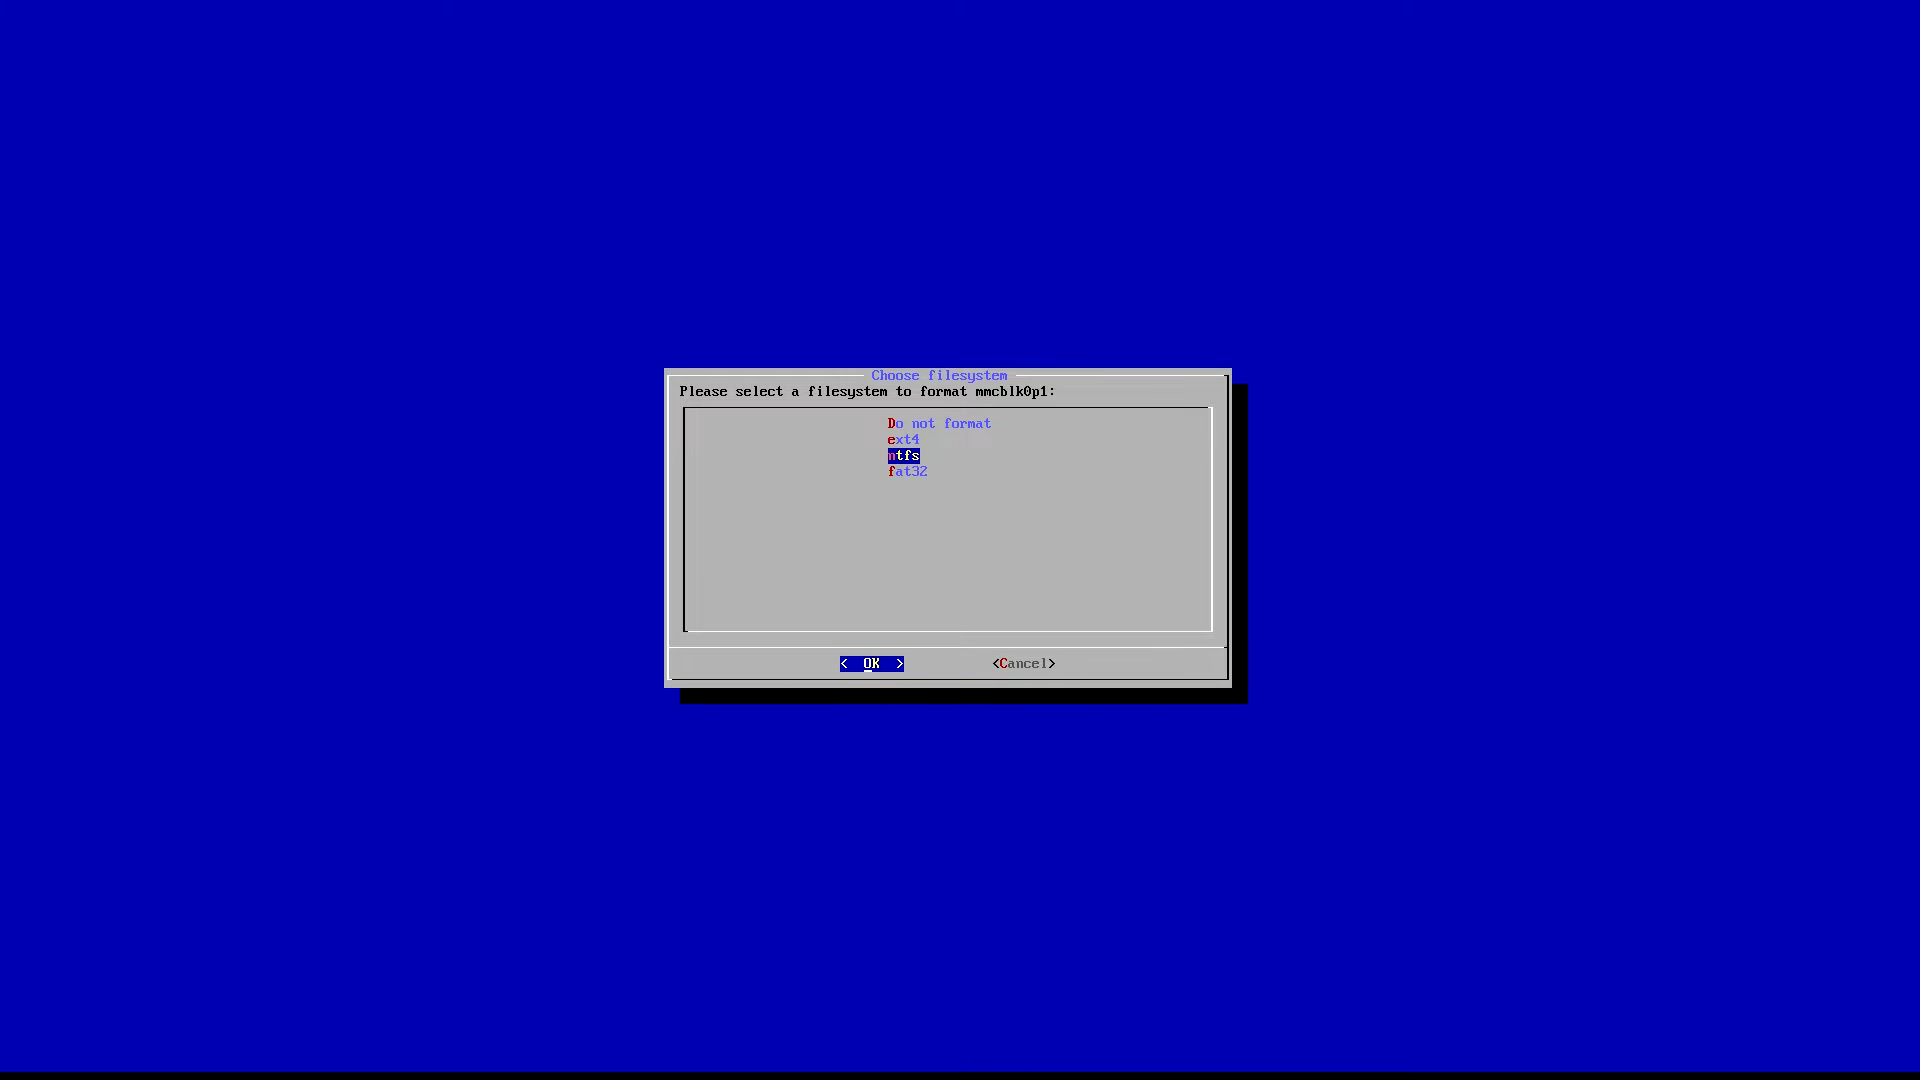 Choose filesystem
Please select a filesystem to format mmcblk0p1:
Do not format
ext4
ntfs
fat32
<  OK  > <Cancel>